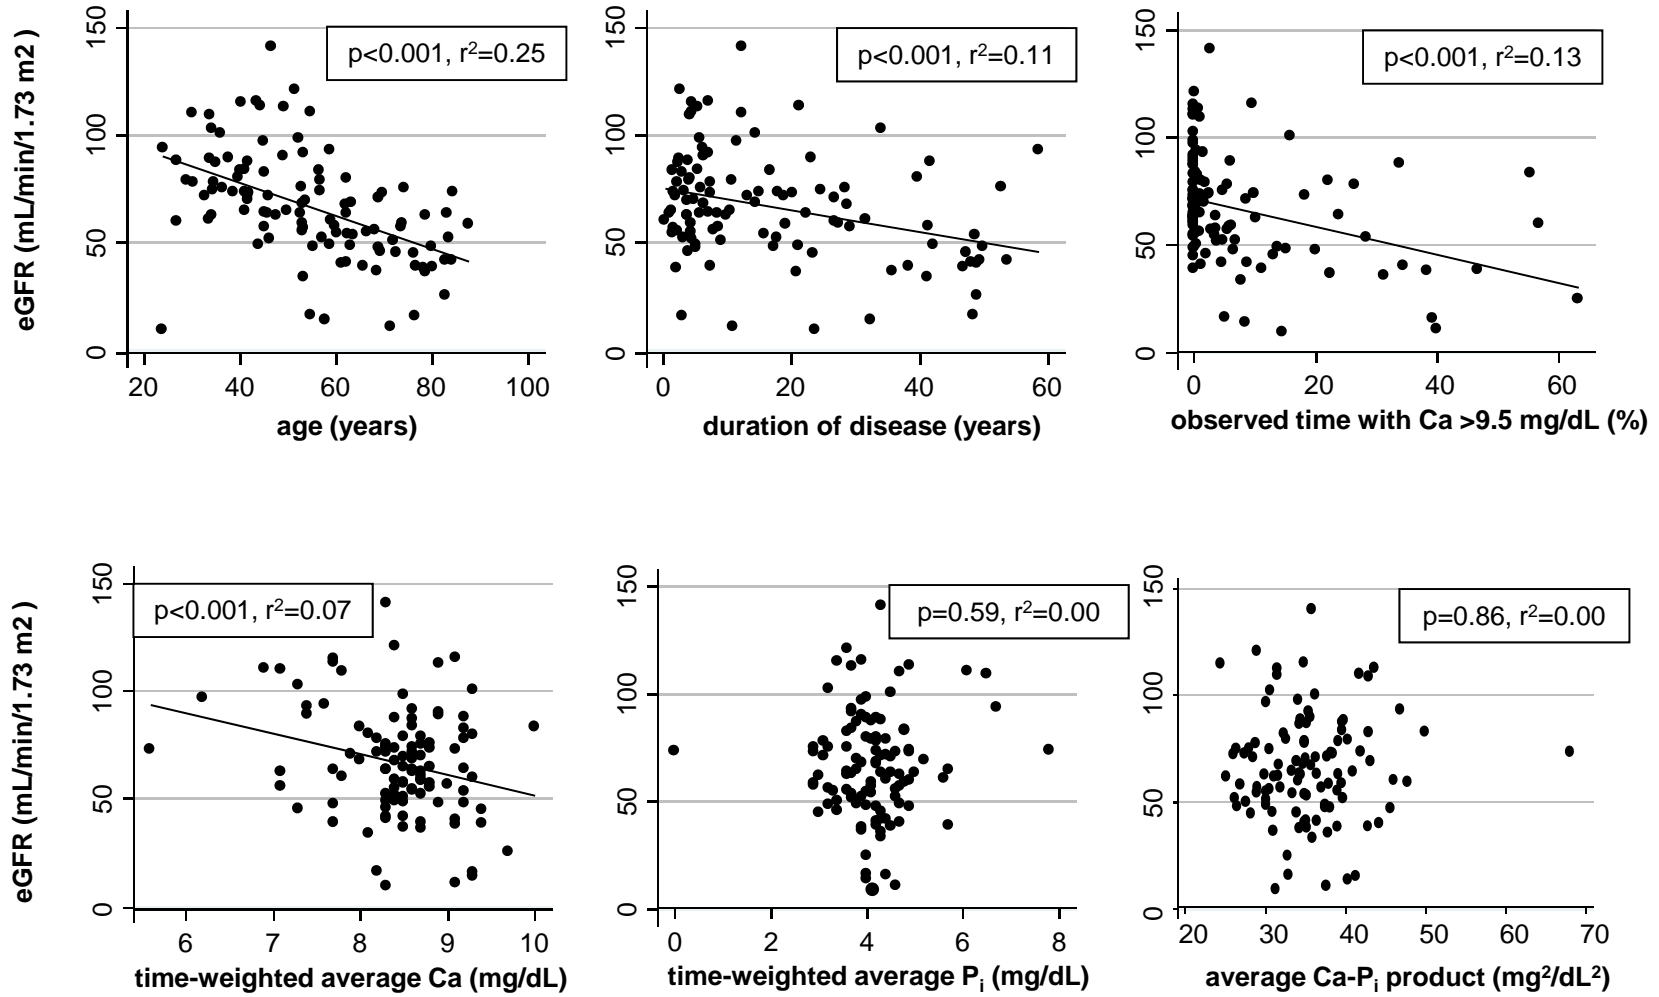 eGFR (mL/min/1.73 m2 )
150
100
50
0
p<0.001, r²=0.25
20 40 60 80 100
age (years)
150
100
50
0
p<0.001, r²=0.11
0 20 40 60
duration of disease (years)
150
100
50
0
p<0.001, r²=0.13
0 20 40 60
observed time with Ca >9.5 mg/dL (%)
eGFR (mL/min/1.73 m2 )
150
100
50
0
p<0.001, r²=0.07
6 7 8 9 10
time-weighted average Ca (mg/dL)
150
100
50
0
p=0.59, r²=0.00
0 2 4 6 8
time-weighted average Pᵢ (mg/dL)
150
100
50
0
p=0.86, r²=0.00
20 30 40 50 60 70
average Ca-Pᵢ product (mg²/dL²)